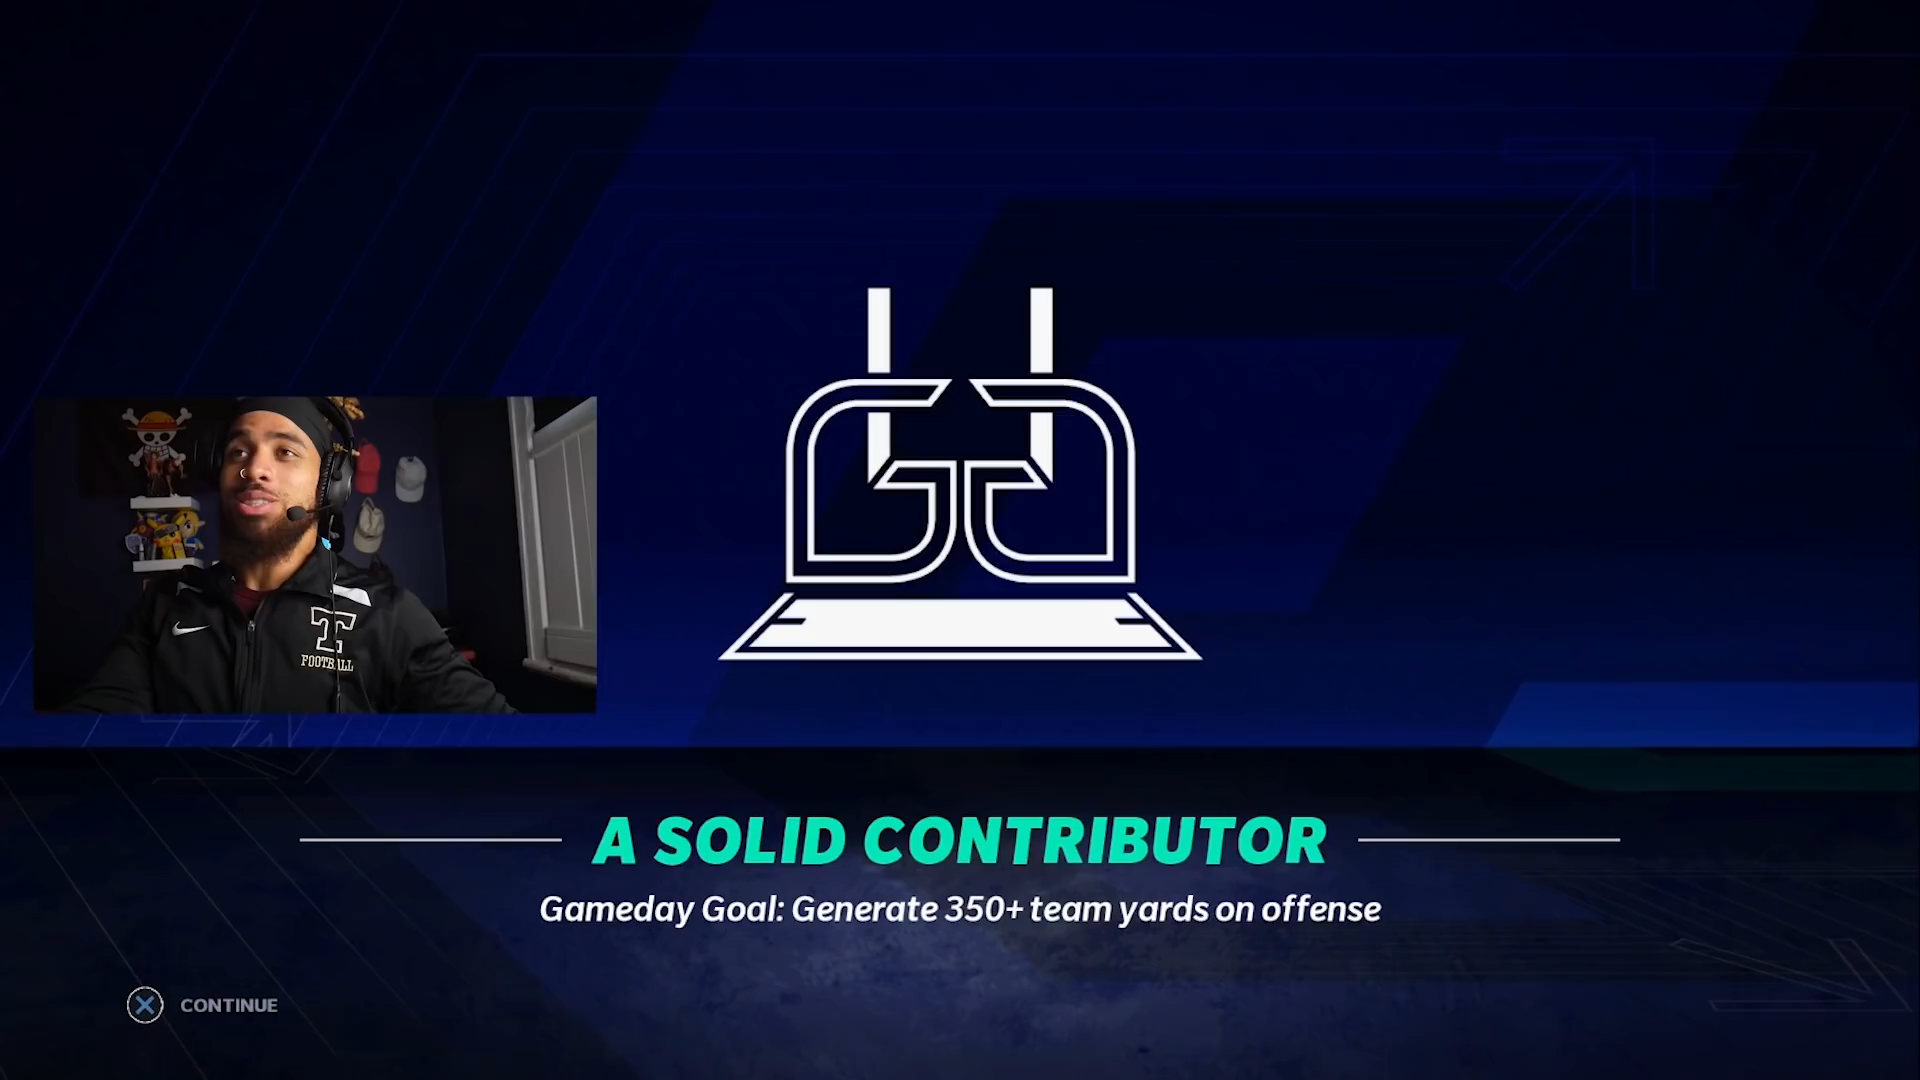 T
FOOTBALL
A SOLID CONTRIBUTOR
Gameday Goal: Generate 350+ team yards on offense
CONTINUE